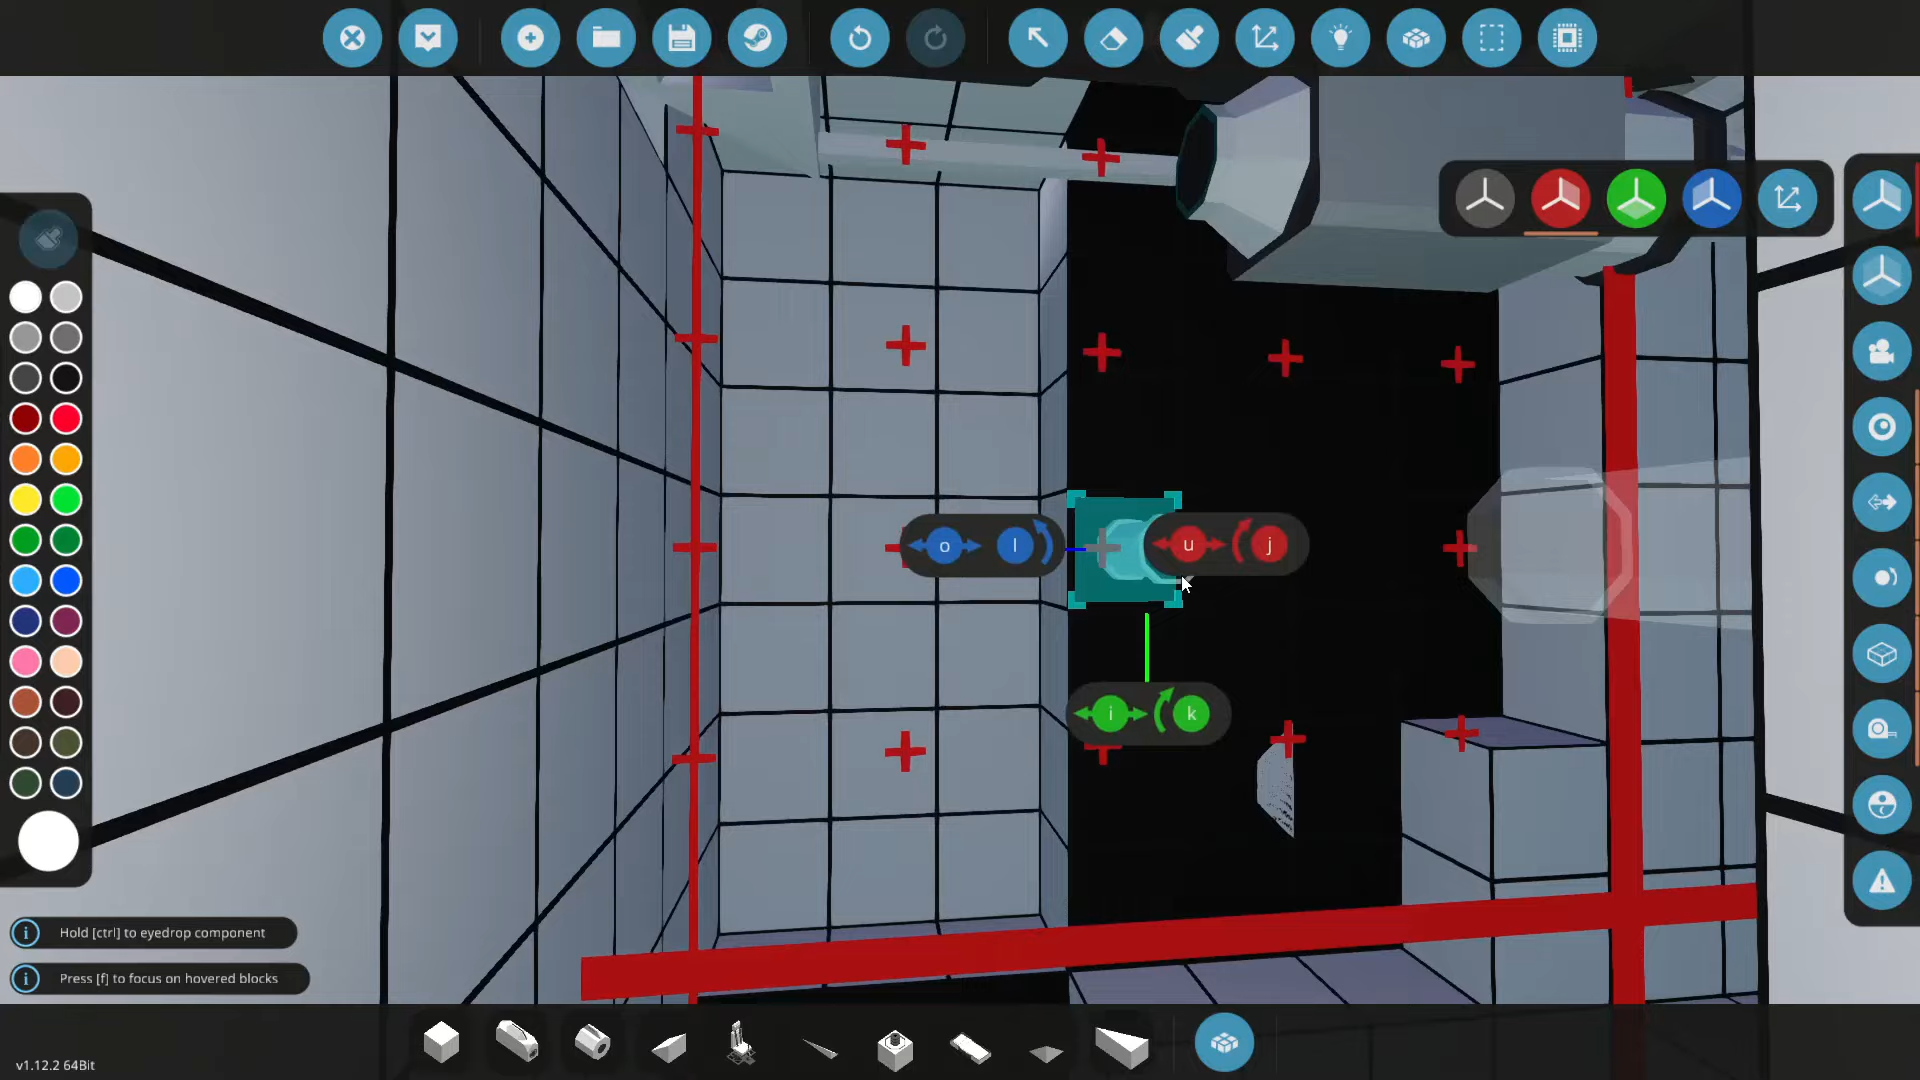 o l u j
i k
Hold [ctrl] to eyedrop component
Press [f] to focus on hovered blocks
v1.12.2 64Bit